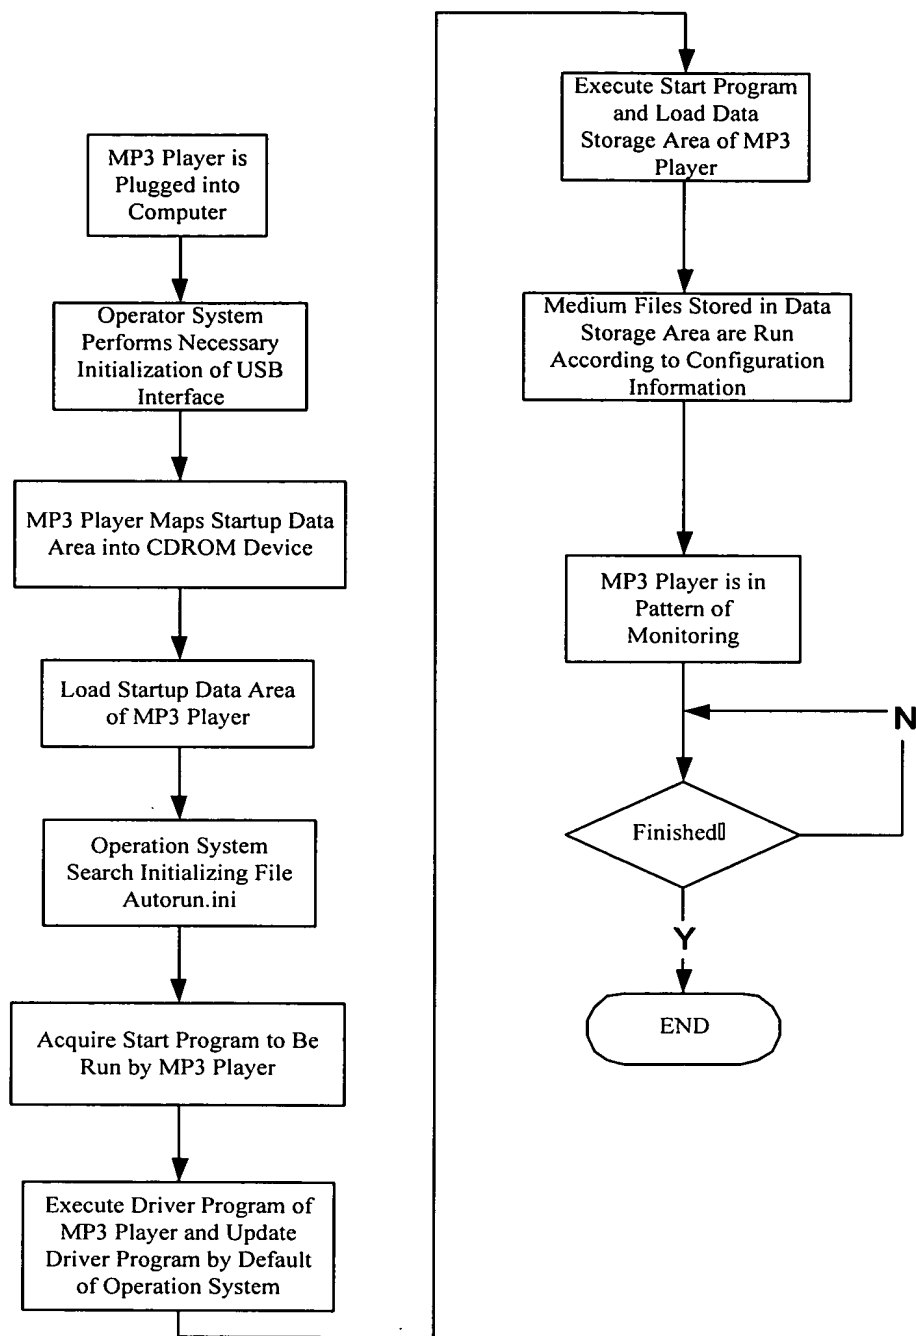 MP3 Player is
Plugged into
Computer
Operator System
Performs Necessary
Initialization of USB
Interface
MP3 Player Maps Startup Data
Area into CDROM Device
Load Startup Data Area
of MP3 Player
Operation System
Search Initializing File
Autorun.ini
Acquire Start Program to Be
Run by MP3 Player
Execute Driver Program of
MP3 Player and Update
Driver Program by Default
of Operation System
Execute Start Program
and Load Data
Storage Area of MP3
Player
Medium Files Stored in Data
Storage Area are Run
According to Configuration
Information
MP3 Player is in
Pattern of
Monitoring
N
Finished▯
Y
END